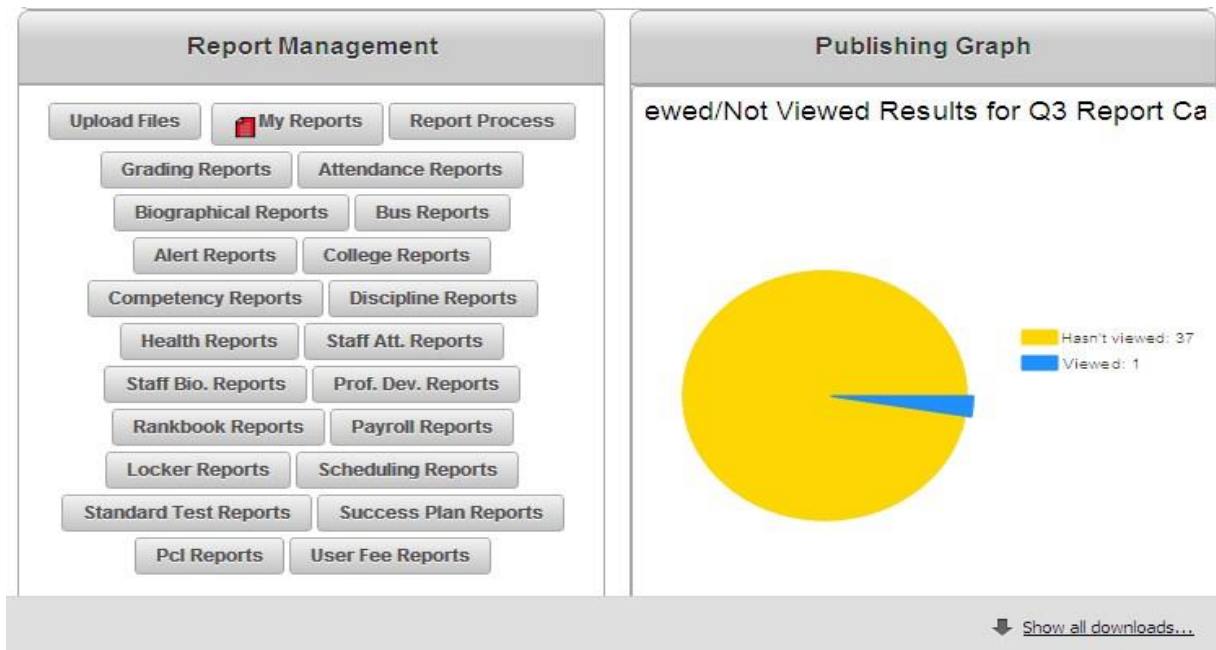 Report Management
Upload Files My Reports Report Process
Grading Reports Attendance Reports
Biographical Reports Bus Reports
Alert Reports College Reports
Competency Reports Discipline Reports
Health Reports Staff Att. Reports
Staff Bio. Reports Prof. Dev. Reports
Rankbook Reports Payroll Reports
Locker Reports Scheduling Reports
Standard Test Reports Success Plan Reports
Pcl Reports User Fee Reports
Publishing Graph
ewed/Not Viewed Results for Q3 Report Ca
Hasn't viewed: 37
Viewed: 1
Show all downloads...